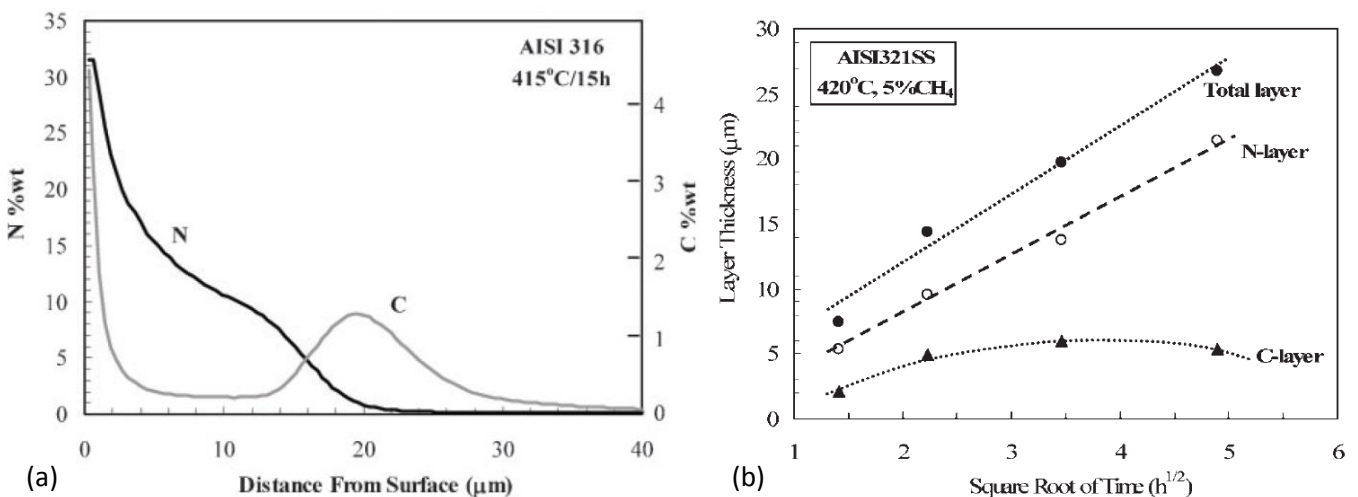 AISI 316
415°C/15h
N %wt
35
30
25
20
15
10
5
0
C %wt
4
3
2
1
0
N
C
0 10 20 30 40
Distance From Surface (μm)
(a)
AISI321SS
420°C, 5%CH₄
Layer Thickness (μm)
30
25
20
15
10
5
0
Total layer
N-layer
C-layer
1 2 3 4 5 6
Square Root of Time (h^1/2)
(b)